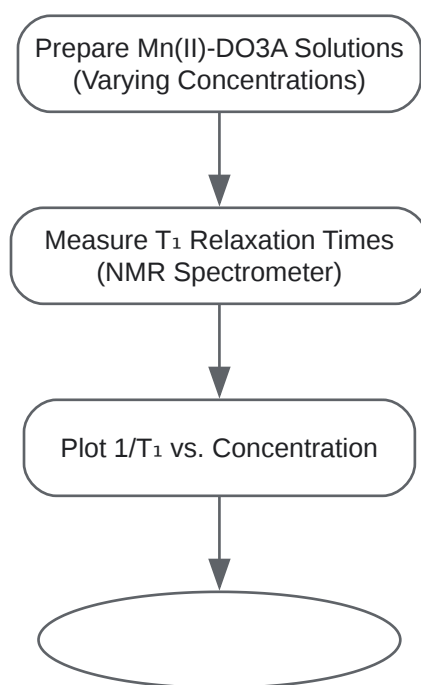 Prepare Mn(II)-DO3A Solutions
(Varying Concentrations)
Measure T₁ Relaxation Times
(NMR Spectrometer)
Plot 1/T₁ vs. Concentration